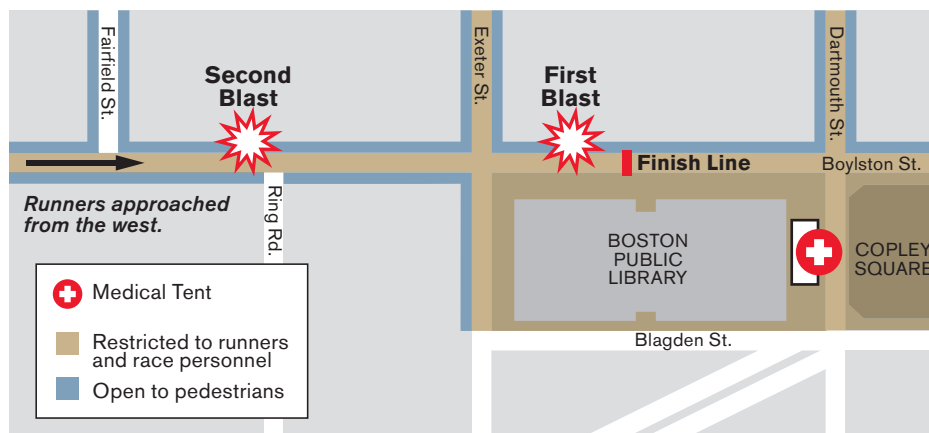 Fairfield St.
Second
Blast
Exeter St.
First
Blast
Dartmouth St.
Finish Line
Boylston St.
Runners approached
from the west.
Ring Rd.
BOSTON
PUBLIC
LIBRARY
COPLEY
SQUARE
Medical Tent
Restricted to runners
and race personnel
Open to pedestrians
Blagden St.